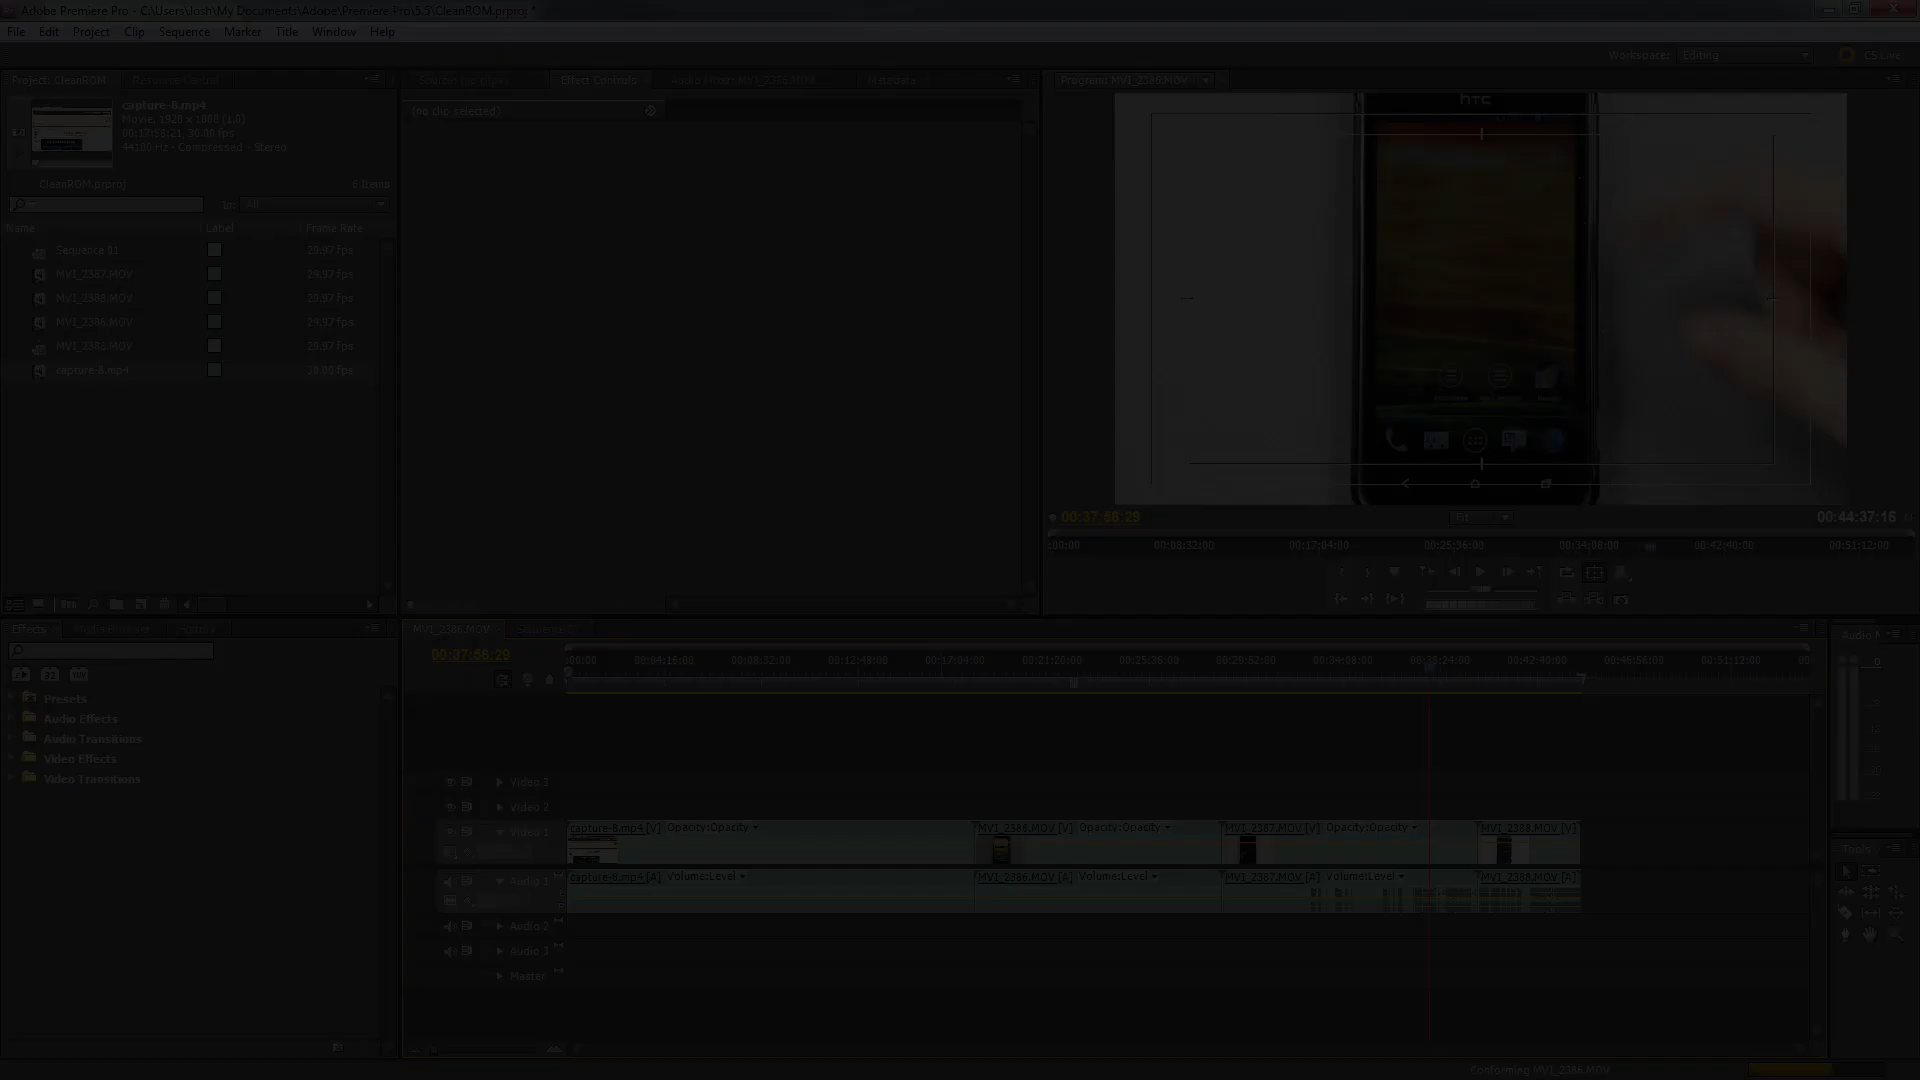 Adobe Premiere Pro - C:\Users\Josh\My Documents\Adobe\Premiere Pro\5.5\CleanROM.prproj *
File Edit Project Clip Sequence Marker Title Window Help
Workspace: Editing CS Live
Project: CleanROM Resource Central
Effect Controls Audio Mixer: MVI_2386.MOV Metadata
Program: MVI_2386.MOV
capture-8.mp4
Movie, 1920 x 1080 (1.0)
00:17:56:21, 30.00 fps
44100 Hz - Compressed - Stereo
(no clip selected)
htc
CleanROM.prproj 6 Items
In: All
Name Label Frame Rate
Sequence 01 29.97 fps
MVI_2387.MOV 29.97 fps
MVI_2388.MOV 29.97 fps
MVI_2386.MOV 29.97 fps
MVI_2386.MOV 29.97 fps
capture-8.mp4 30.00 fps
00:37:56:29 Fit 00:44:37:16
;00:00 00:08:32:00 00:17:04:00 00:25:36:00 00:34:08:00 00:42:40:00 00:51:12:00
Effects Media Browser History
MVI_2386.MOV Sequence 01
00:37:56:29
;00:00 00:04:16:00 00:08:32:00 00:12:48:00 00:17:04:00 00:21:20:00 00:25:36:00 00:29:52:00 00:34:08:00 00:38:24:00 00:42:40:00 00:46:56:00 00:51:12:00 00
Presets
Audio Effects
Audio Transitions
Video Effects
Video Transitions
Video 3
Video 2
Video 1
capture-8.mp4 [V] Opacity:Opacity MVI_2386.MOV [V] Opacity:Opacity MVI_2387.MOV [V] Opacity:Opacity MVI_2388.MOV [V]
Audio 1
capture-8.mp4 [A] Volume:Level MVI_2386.MOV [A] Volume:Level MVI_2387.MOV [A] Volume:Level MVI_2388.MOV [A]
Audio 2
Audio 3
Master
Audio M
0
Tools
Conforming MVI_2386.MOV